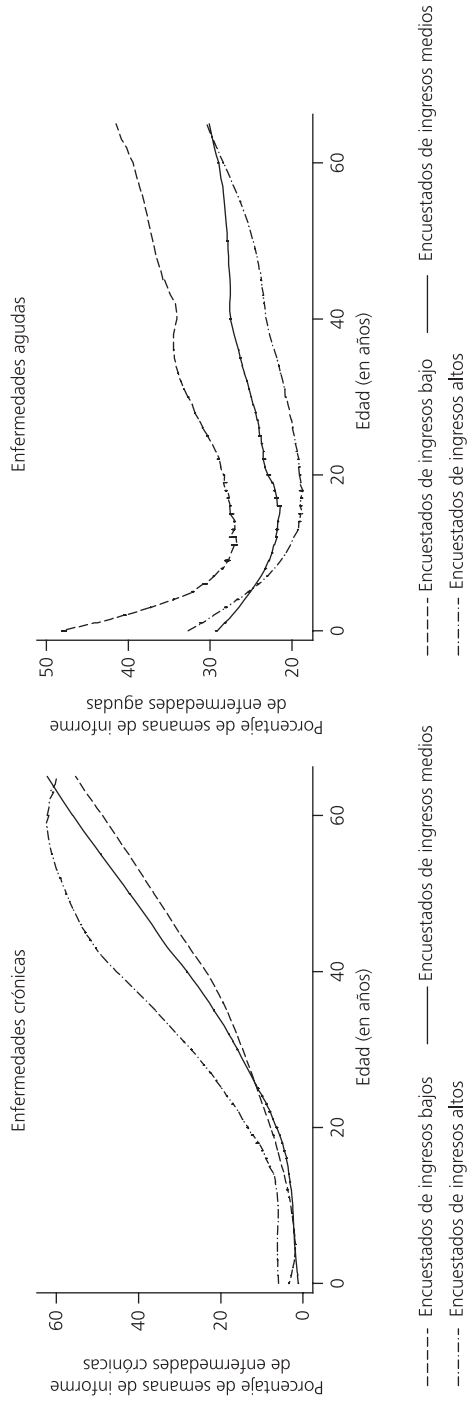 Enfermedades crónicas
Porcentaje de semanas de informe
de enfermedades crónicas
60
40
20
0
0
20
40
60
Edad (en años)
----- Encuestados de ingresos bajos
—— Encuestados de ingresos medios
-·-·-·- Encuestados de ingresos altos
Enfermedades agudas
Porcentaje de semanas de informe
de enfermedades agudas
50
40
30
20
0
20
40
60
Edad (en años)
----- Encuestados de ingresos bajo
—— Encuestados de ingresos medios
-·-·-·- Encuestados de ingresos altos